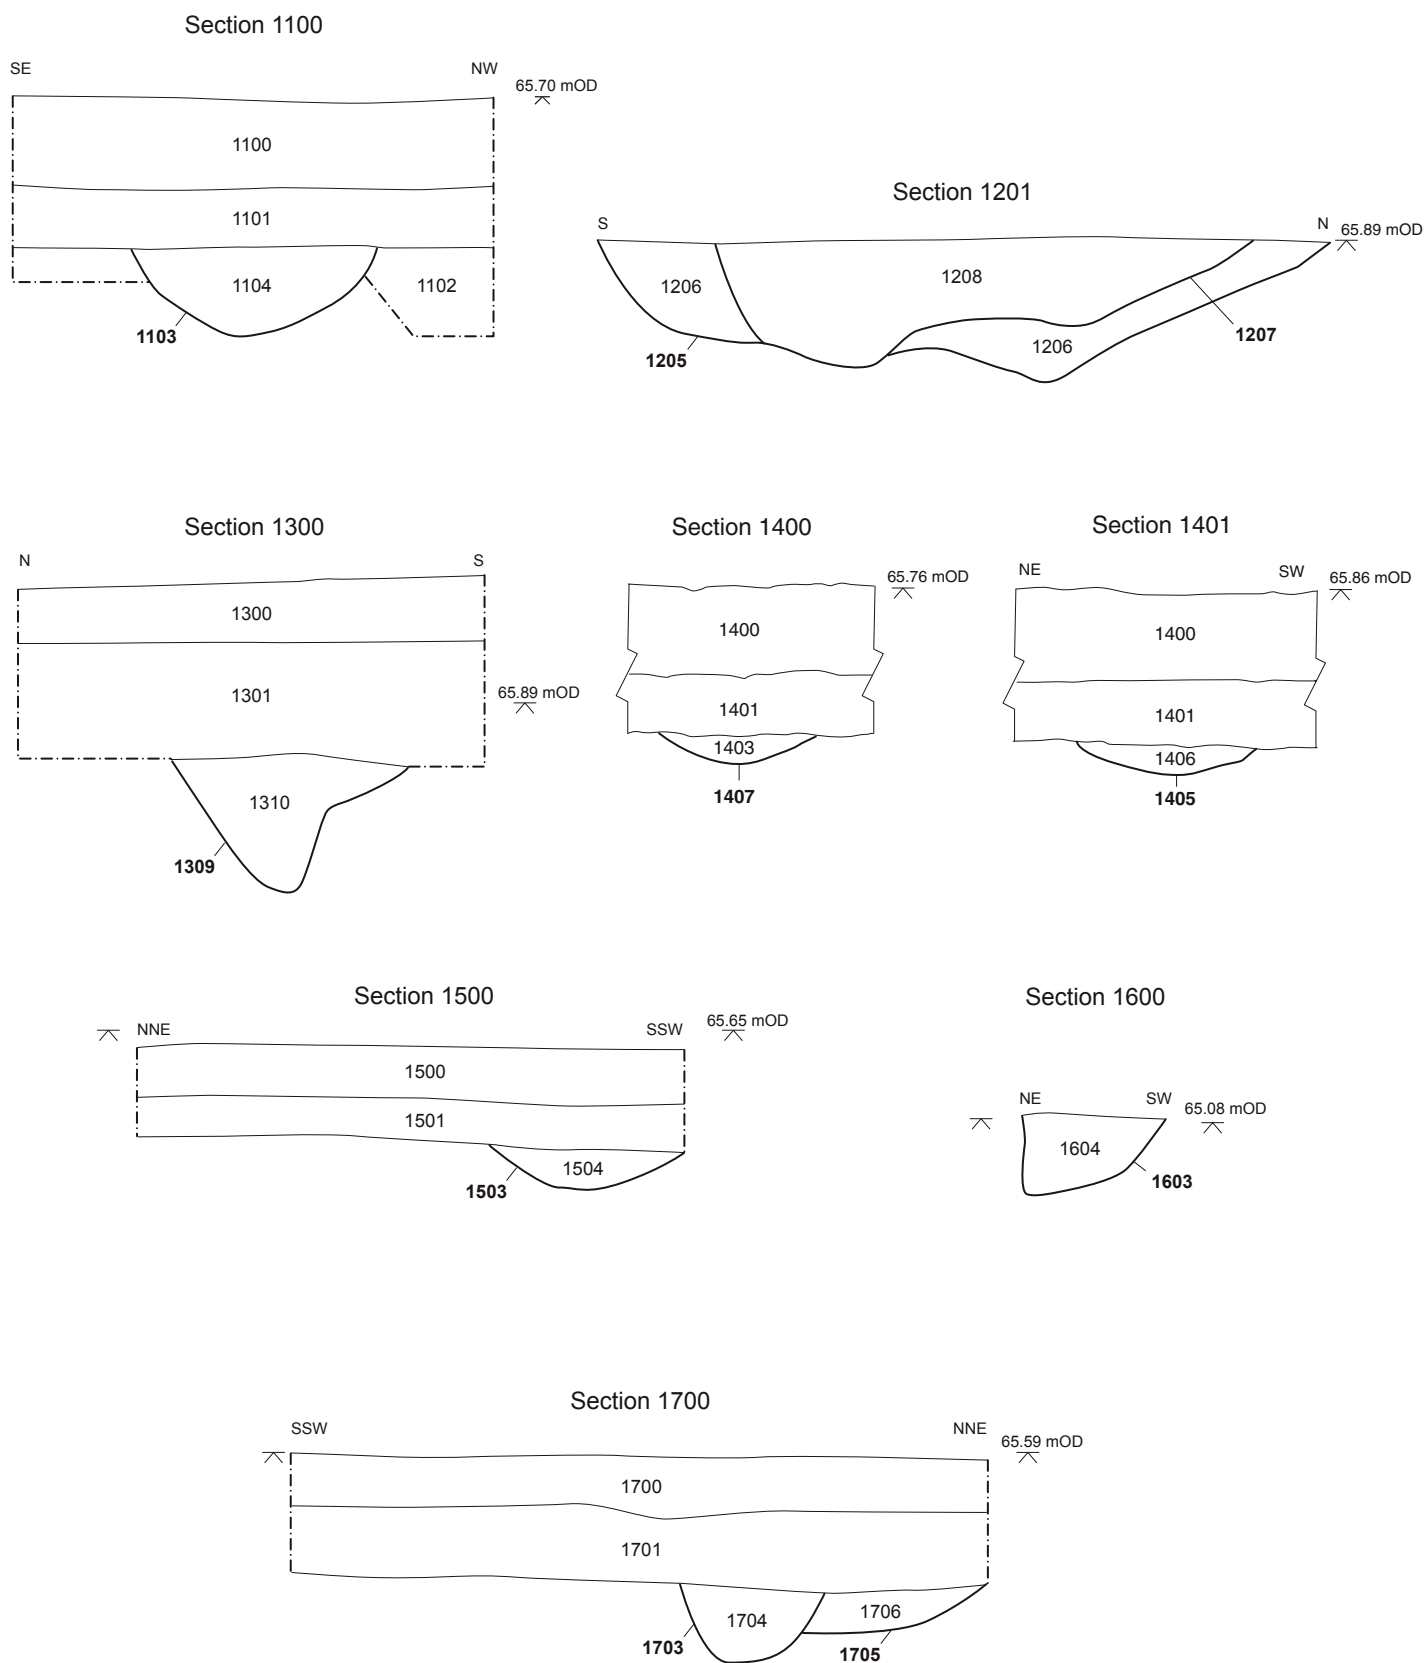 Section 1100
SE NW
65.70 mOD
1100
1101
1104 1102
1103
Section 1201
S N
65.89 mOD
1206 1208
1207
1206
1205
Section 1300
N S
1300
1301
65.89 mOD
1310
1309
Section 1400
65.76 mOD
1400
1401
1403
1407
Section 1401
NE SW
65.86 mOD
1400
1401
1406
1405
Section 1500
NNE SSW
65.65 mOD
1500
1501
1504
1503
Section 1600
NE SW
65.08 mOD
1604
1603
Section 1700
SSW NNE
65.59 mOD
1700
1701
1704 1706
1703 1705